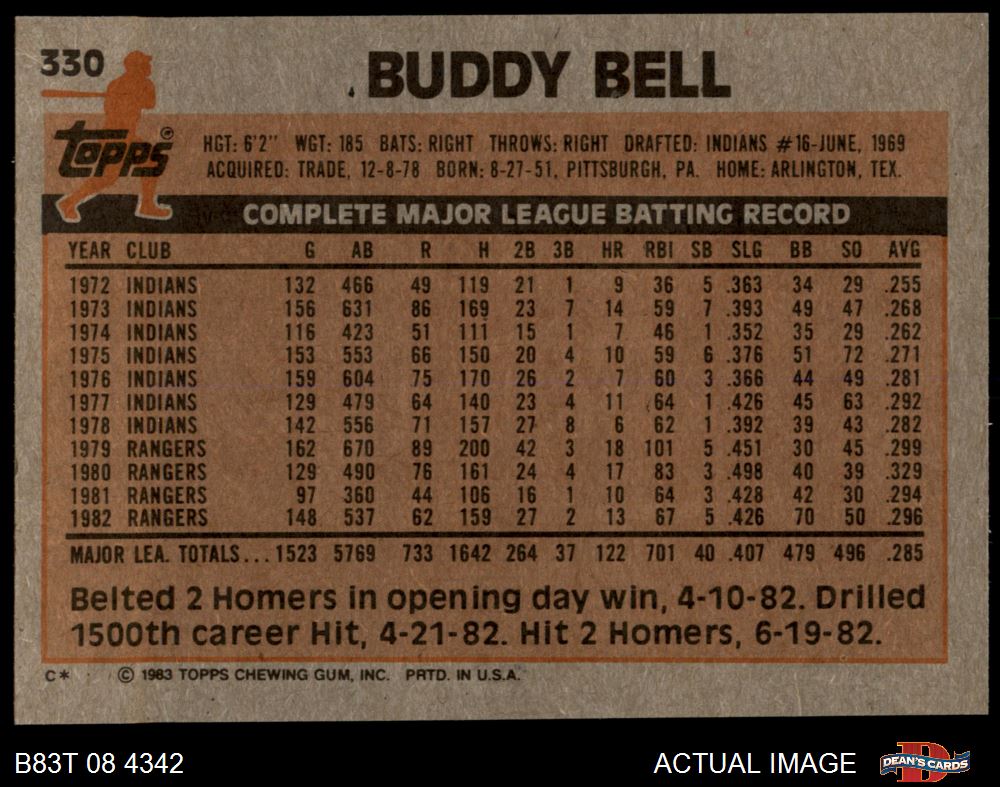 330
BUDDY BELL
Topps®
HGT: 6'2" WGT: 185 BATS: RIGHT THROWS: RIGHT DRAFTED: INDIANS #16-JUNE, 1969
ACQUIRED: TRADE, 12-8-78 BORN: 8-27-51, PITTSBURGH, PA. HOME: ARLINGTON, TEX.
COMPLETE MAJOR LEAGUE BATTING RECORD
YEAR CLUB G AB R H 2B 3B HR RBI SB SLG BB SO AVG
1972 INDIANS 132 466 49 119 21 1 9 36 5 .363 34 29 .255
1973 INDIANS 156 631 86 169 23 7 14 59 7 .393 49 47 .268
1974 INDIANS 116 423 51 111 15 1 7 46 1 .352 35 29 .262
1975 INDIANS 153 553 66 150 20 4 10 59 6 .376 51 72 .271
1976 INDIANS 159 604 75 170 26 2 7 60 3 .366 44 49 .281
1977 INDIANS 129 479 64 140 23 4 11 64 1 .426 45 63 .292
1978 INDIANS 142 556 71 157 27 8 6 62 1 .392 39 43 .282
1979 RANGERS 162 670 89 200 42 3 18 101 5 .451 30 45 .299
1980 RANGERS 129 490 76 161 24 4 17 83 3 .498 40 39 .329
1981 RANGERS 97 360 44 106 16 1 10 64 3 .428 42 30 .294
1982 RANGERS 148 537 62 159 27 2 13 67 5 .426 70 50 .296
MAJOR LEA. TOTALS... 1523 5769 733 1642 264 37 122 701 40 .407 479 496 .285
Belted 2 Homers in opening day win, 4-10-82. Drilled
1500th career Hit, 4-21-82. Hit 2 Homers, 6-19-82.
C* © 1983 TOPPS CHEWING GUM, INC. PRTD. IN U.S.A.
B83T 08 4342
ACTUAL IMAGE
D DEAN'S CARDS